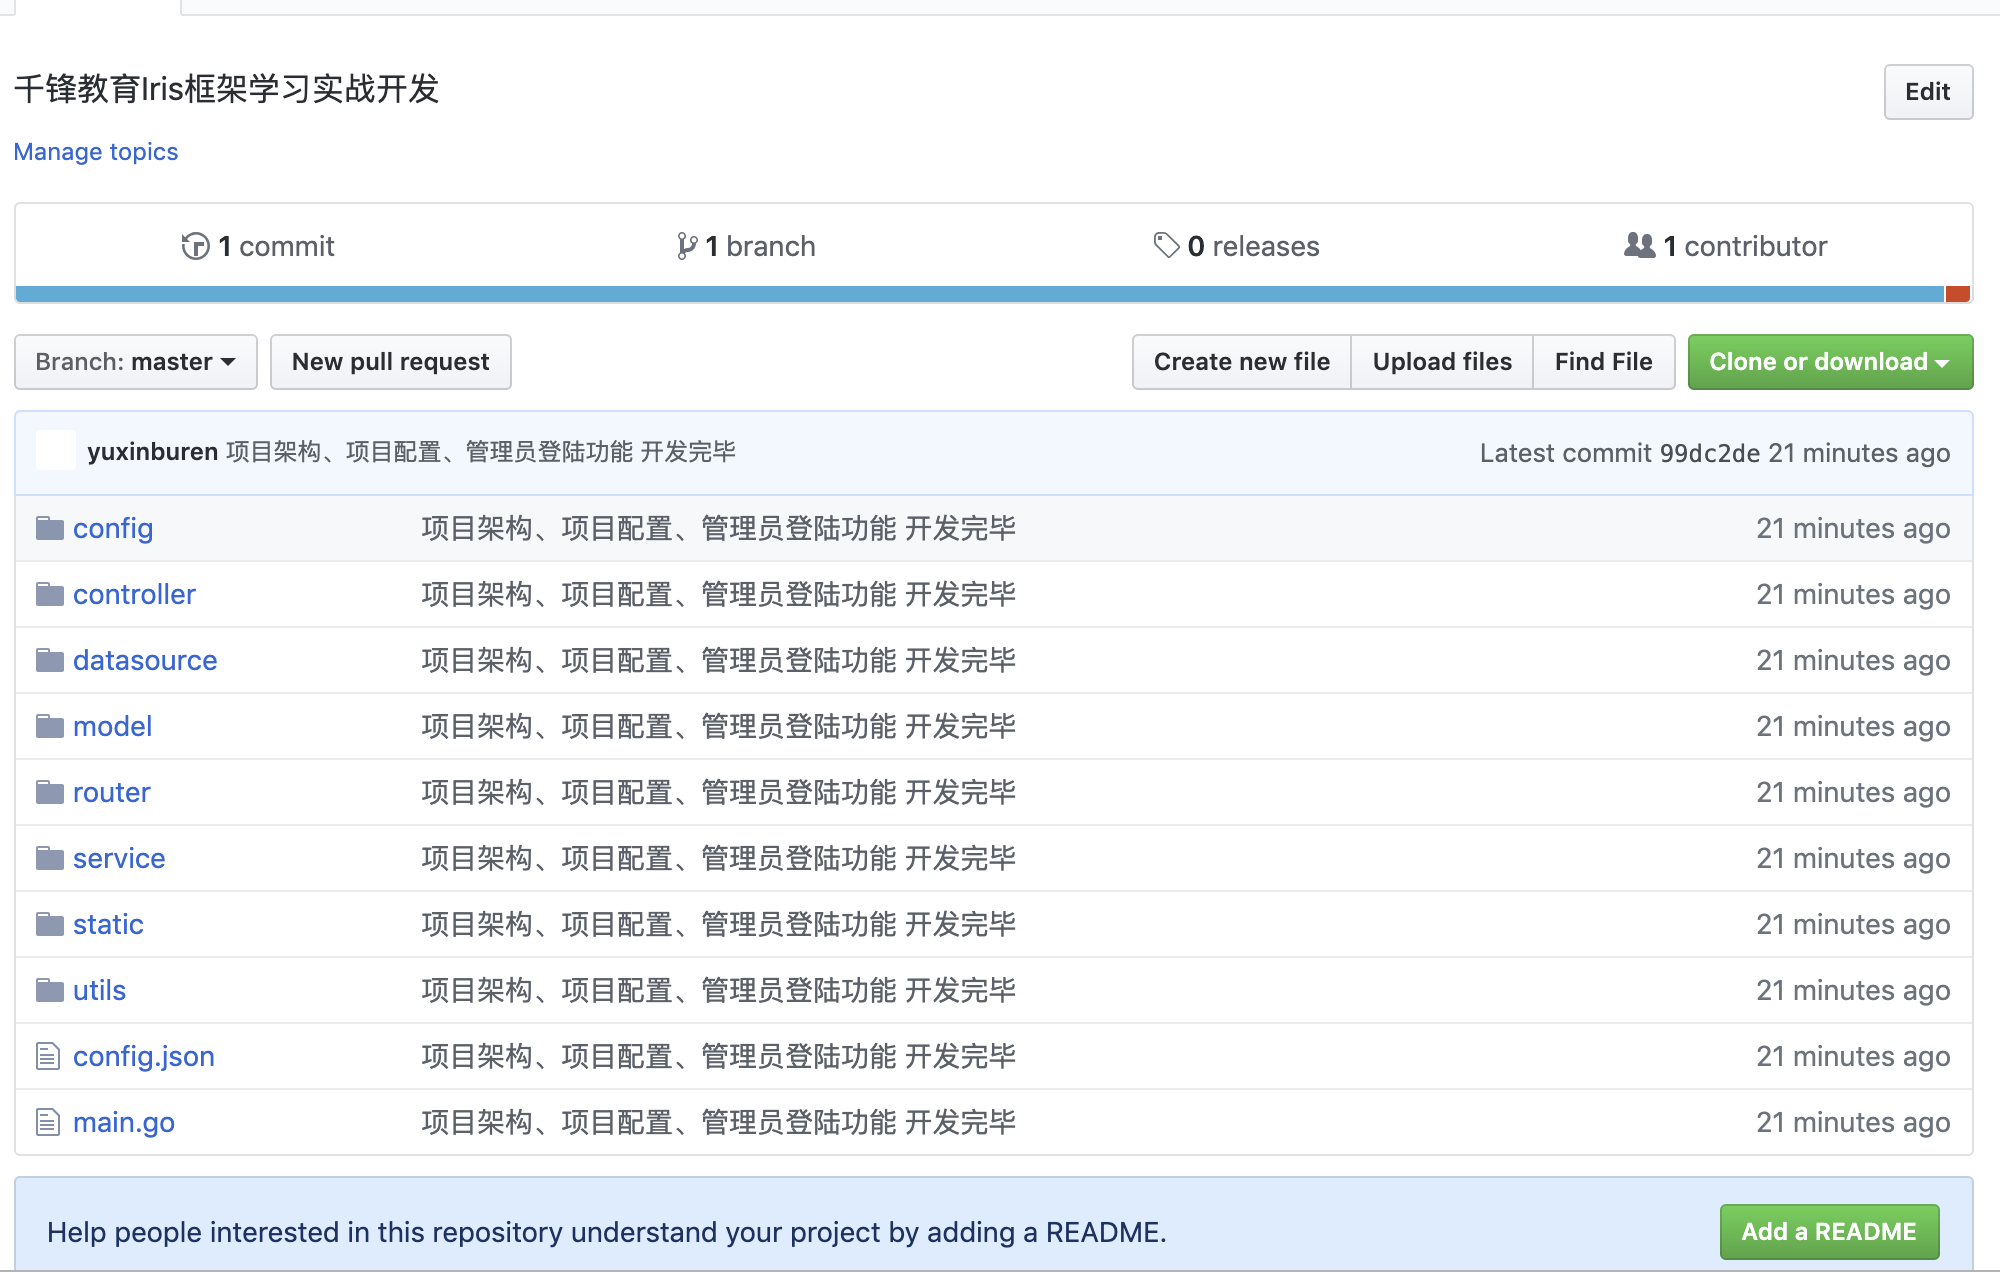 千锋教育Iris框架学习实战开发
Edit
Manage topics
1 commit
1 branch
0 releases
1 contributor
Branch: master
New pull request
Create new file
Upload files
Find File
Clone or download
yuxinburen 项目架构、项目配置、管理员登陆功能 开发完毕
Latest commit 99dc2de 21 minutes ago
config 项目架构、项目配置、管理员登陆功能 开发完毕 21 minutes ago
controller 项目架构、项目配置、管理员登陆功能 开发完毕 21 minutes ago
datasource 项目架构、项目配置、管理员登陆功能 开发完毕 21 minutes ago
model 项目架构、项目配置、管理员登陆功能 开发完毕 21 minutes ago
router 项目架构、项目配置、管理员登陆功能 开发完毕 21 minutes ago
service 项目架构、项目配置、管理员登陆功能 开发完毕 21 minutes ago
static 项目架构、项目配置、管理员登陆功能 开发完毕 21 minutes ago
utils 项目架构、项目配置、管理员登陆功能 开发完毕 21 minutes ago
config.json 项目架构、项目配置、管理员登陆功能 开发完毕 21 minutes ago
main.go 项目架构、项目配置、管理员登陆功能 开发完毕 21 minutes ago
Help people interested in this repository understand your project by adding a README.
Add a README